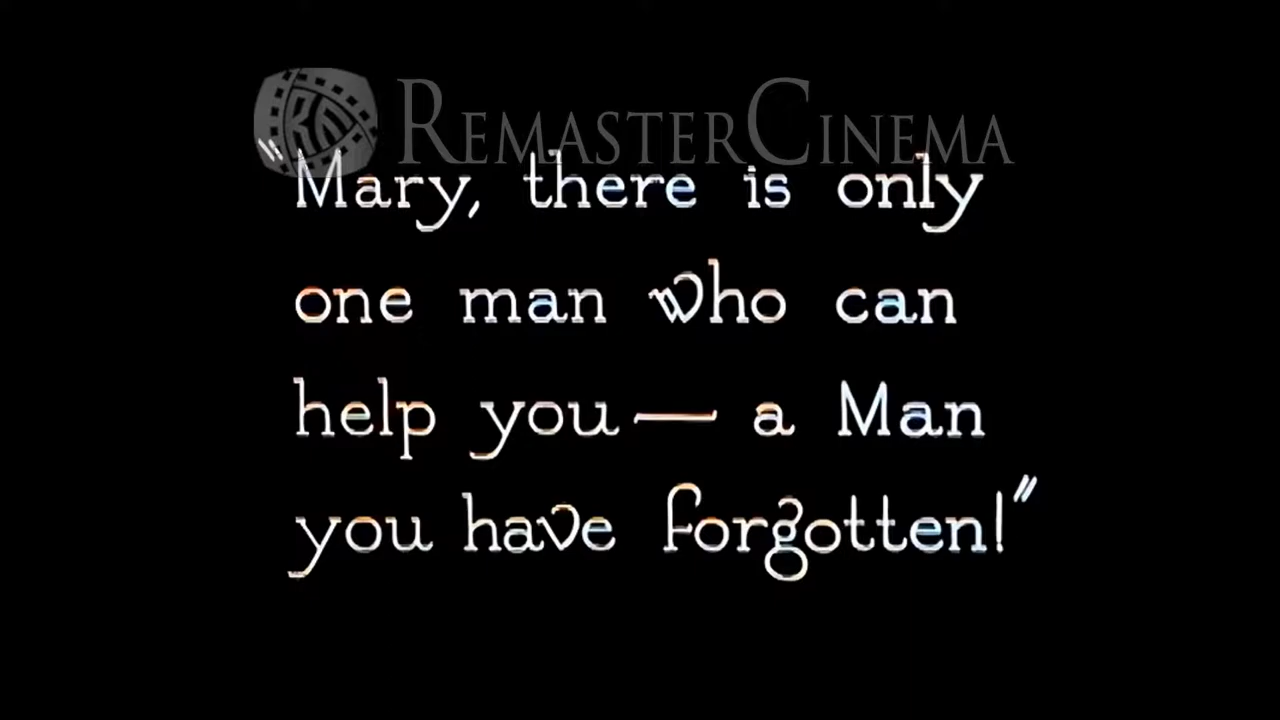 REMASTERCINEMA
"Mary, there is only
one man who can
help you — a Man
you have forgotten!"